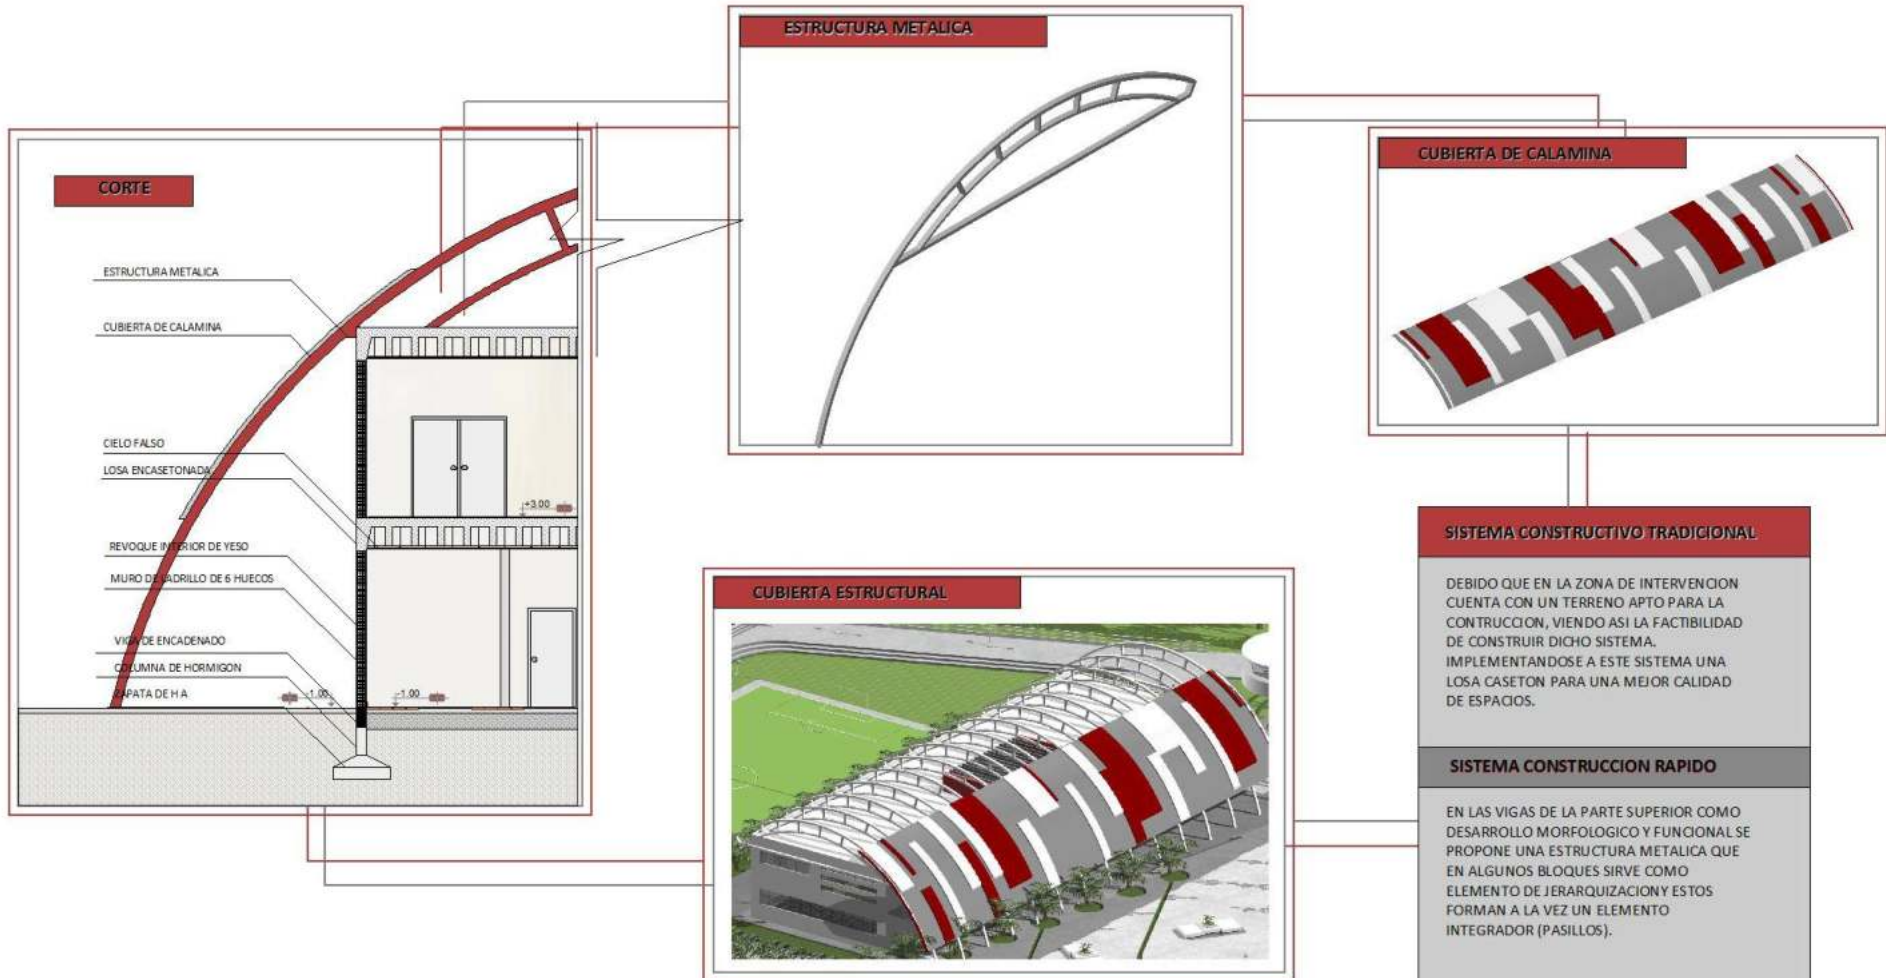 ESTRUCTURA METALICA
CORTE
ESTRUCTURA METALICA
CUBIERTA DE CALAMINA
CIELO FALSO
LOSA ENCASETONADA
+3.00
REVOQUE INTERIOR DE YESO
MURO DE LADRILLO DE 6 HUECOS
VIGA DE ENCADENADO
COLUMNA DE HORMIGON
ZAPATA DE H A
-1.00
-1.00
CUBIERTA DE CALAMINA
CUBIERTA ESTRUCTURAL
SISTEMA CONSTRUCTIVO TRADICIONAL
DEBIDO QUE EN LA ZONA DE INTERVENCION
CUENTA CON UN TERRENO APTO PARA LA
CONTRUCCION, VIENDO ASI LA FACTIBILIDAD
DE CONSTRUIR DICHO SISTEMA.
IMPLEMENTANDOSE A ESTE SISTEMA UNA
LOSA CASETON PARA UNA MEJOR CALIDAD
DE ESPACIOS.
SISTEMA CONSTRUCCION RAPIDO
EN LAS VIGAS DE LA PARTE SUPERIOR COMO
DESARROLLO MORFOLOGICO Y FUNCIONAL SE
PROPONE UNA ESTRUCTURA METALICA QUE
EN ALGUNOS BLOQUES SIRVE COMO
ELEMENTO DE JERARQUIZACIONY ESTOS
FORMAN A LA VEZ UN ELEMENTO
INTEGRADOR (PASILLOS).